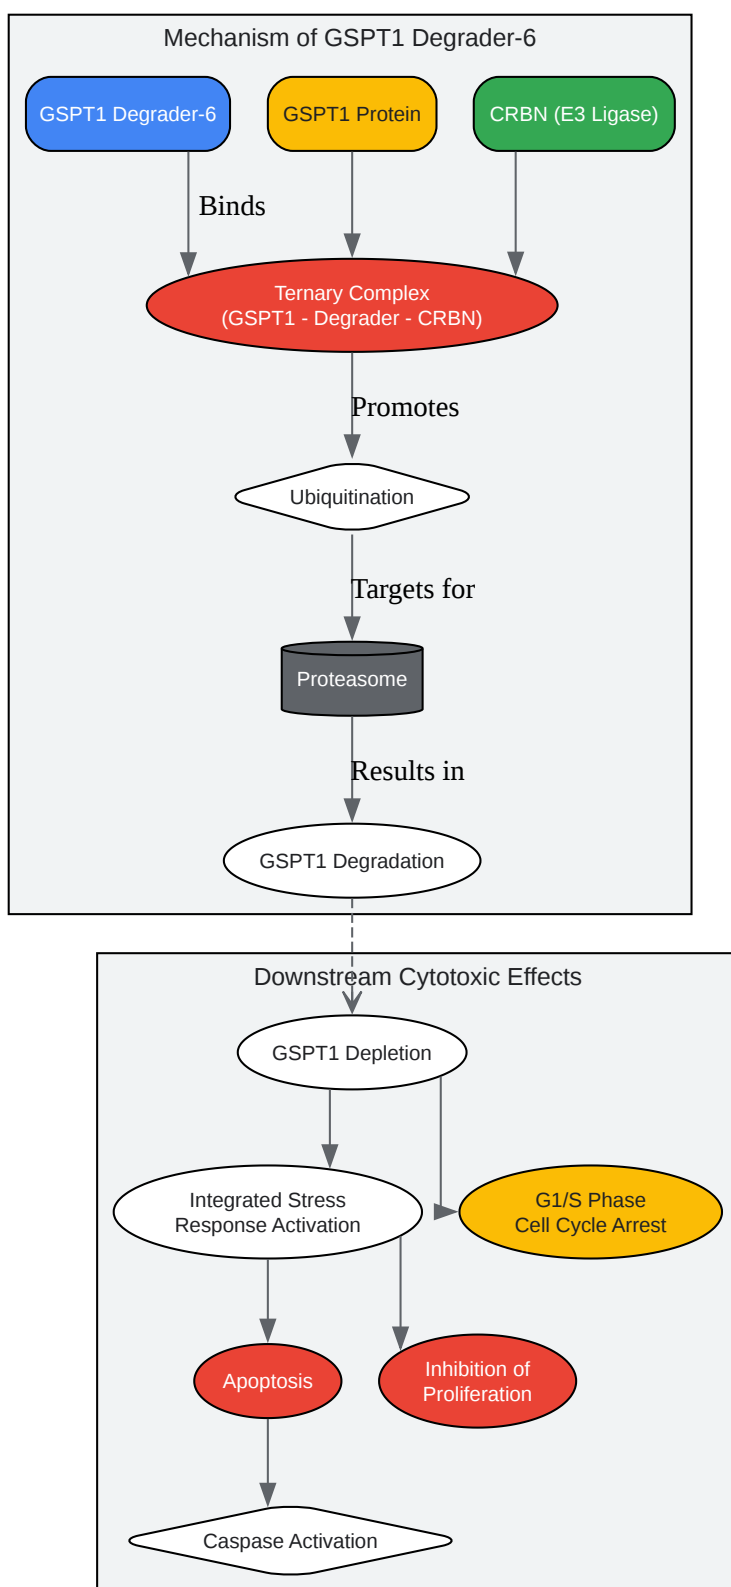 Mechanism of GSPT1 Degrader-6
GSPT1 Degrader-6
GSPT1 Protein
CRBN (E3 Ligase)
Binds
Ternary Complex
(GSPT1 - Degrader - CRBN)
Promotes
Ubiquitination
Targets for
Proteasome
Results in
GSPT1 Degradation
Downstream Cytotoxic Effects
GSPT1 Depletion
Integrated Stress
Response Activation
G1/S Phase
Cell Cycle Arrest
Apoptosis
Inhibition of
Proliferation
Caspase Activation